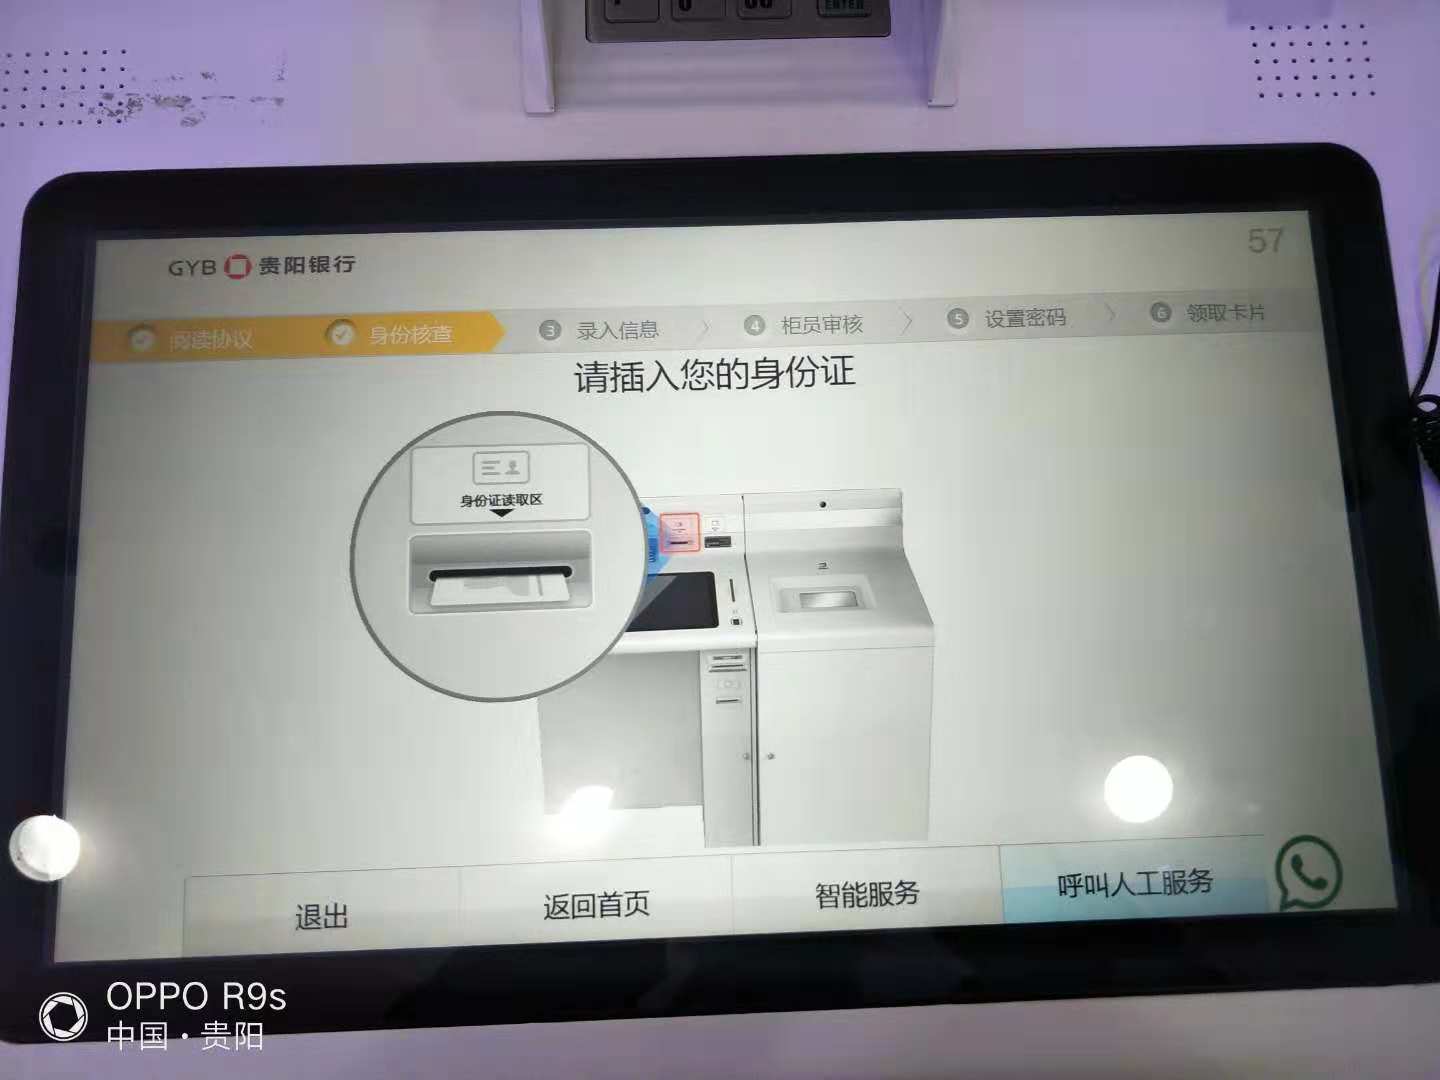 0
00
ENTER
57
GYB 贵阳银行
阅读协议
身份核查
3 录入信息
4 柜员审核
5 设置密码
6 领取卡片
请插入您的身份证
身份证读取区
退出
返回首页
智能服务
呼叫人工服务
OPPO R9s
中国·贵阳